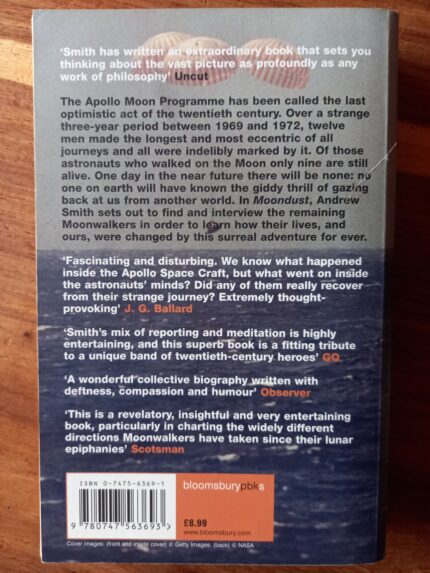 ‘Smith has written an extraordinary book that sets you
thinking about the vast picture as profoundly as any
work of philosophy’ Uncut
The Apollo Moon Programme has been called the last
optimistic act of the twentieth century. Over a strange
three-year period between 1969 and 1972, twelve
men made the longest and most eccentric of all
journeys and all were indelibly marked by it. Of those
astronauts who walked on the Moon only nine are still
alive. One day in the near future there will be none: no
one on earth will have known the giddy thrill of gazing
back at us from another world. In Moondust, Andrew
Smith sets out to find and interview the remaining
Moonwalkers in order to learn how their lives, and
ours, were changed by this surreal adventure for ever.
‘Fascinating and disturbing. We know what happened
inside the Apollo Space Craft, but what went on inside
the astronauts’ minds? Did any of them really recover
from their strange journey? Extremely thought-
provoking’ J. G. Ballard
‘Smith’s mix of reporting and meditation is highly
entertaining, and this superb book is a fitting tribute
to a unique band of twentieth-century heroes’ GQ
‘A wonderful collective biography written with
deftness, compassion and humour’ Observer
‘This is a revelatory, insightful and very entertaining
book, particularly in charting the widely different
directions Moonwalkers have taken since their lunar
epiphanies’ Scotsman
ISBN 0-7475-6369-1
9 780747 563693 >
bloomsburypbks
£8.99
www.bloomsbury.com
Cover images: (front and inside cover) © Getty Images: (back) © NASA